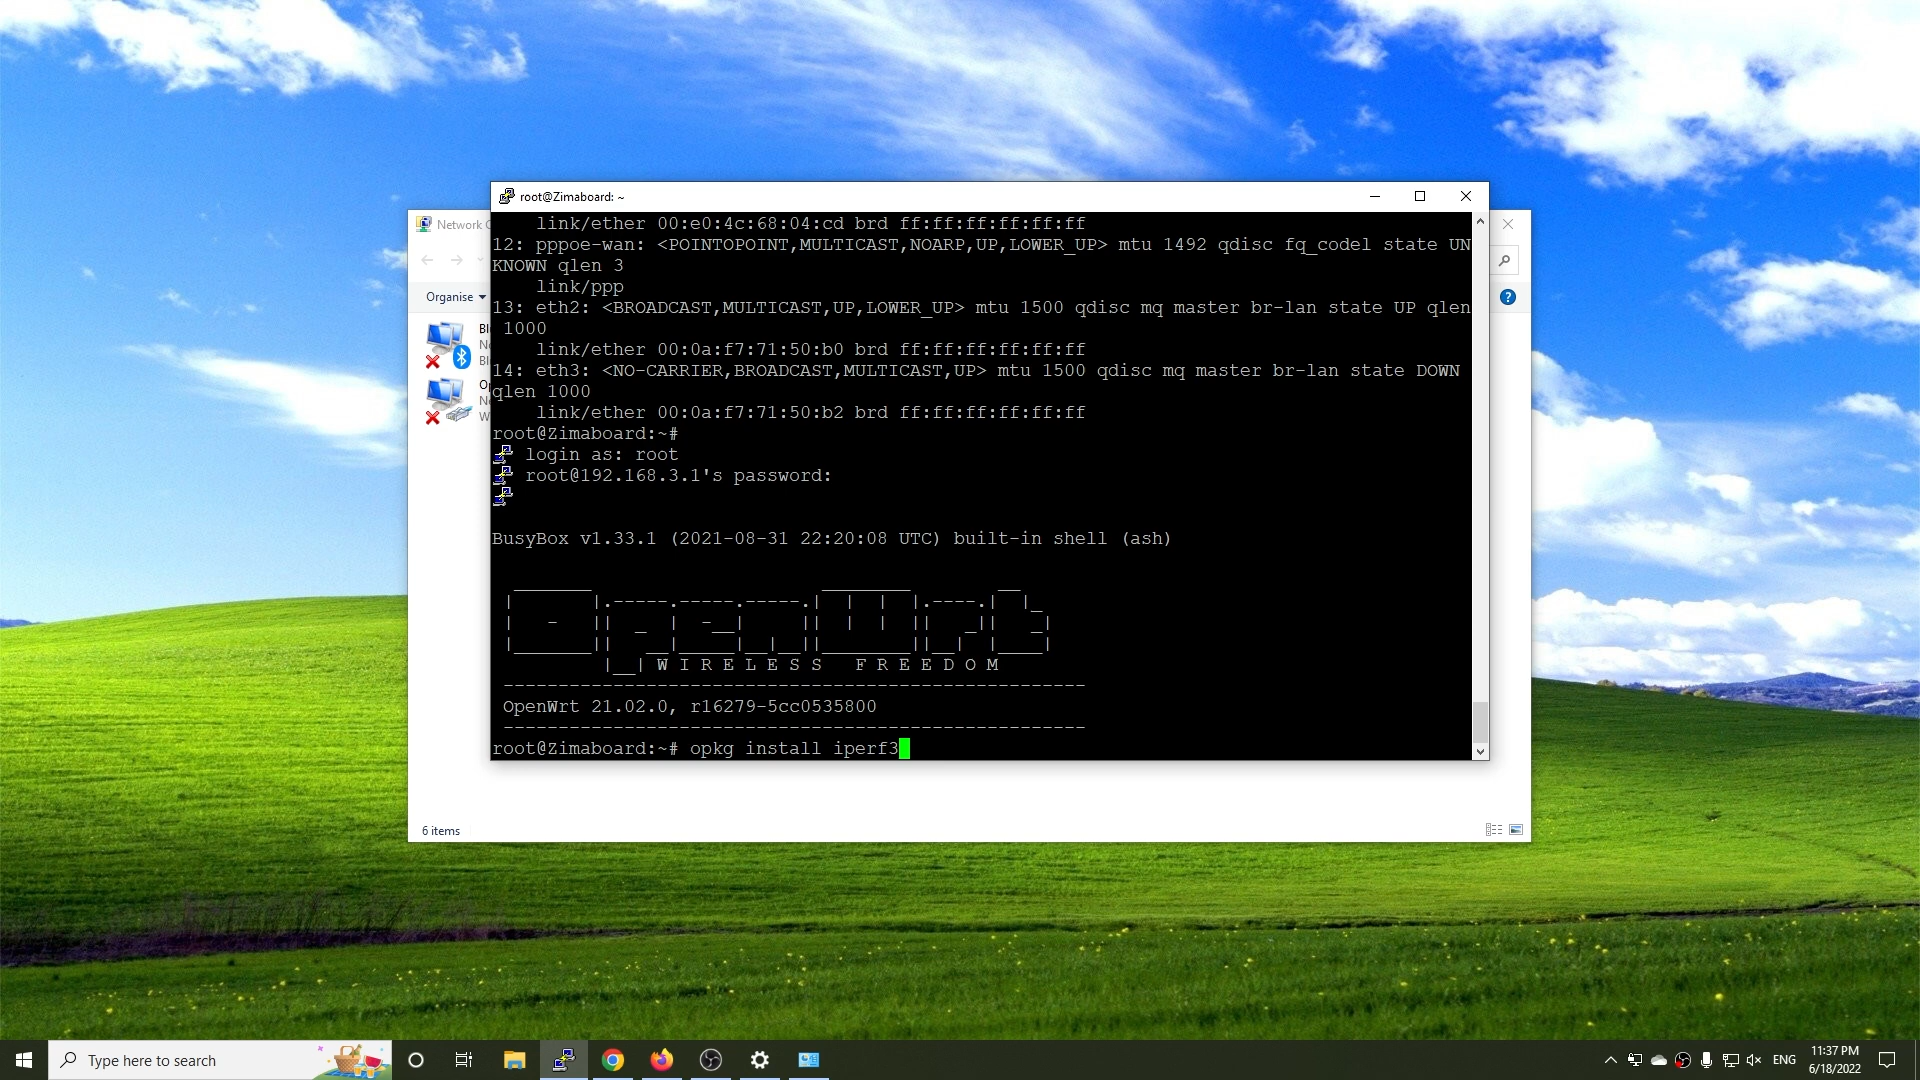 root@Zimaboard: ~
link/ether 00:e0:4c:68:04:cd brd ff:ff:ff:ff:ff:ff
12: pppoe-wan: <POINTOPOINT,MULTICAST,NOARP,UP,LOWER_UP> mtu 1492 qdisc fq_codel state UN
KNOWN qlen 3
link/ppp
13: eth2: <BROADCAST,MULTICAST,UP,LOWER_UP> mtu 1500 qdisc mq master br-lan state UP qlen
1000
link/ether 00:0a:f7:71:50:b0 brd ff:ff:ff:ff:ff:ff
14: eth3: <NO-CARRIER,BROADCAST,MULTICAST,UP> mtu 1500 qdisc mq master br-lan state DOWN
qlen 1000
link/ether 00:0a:f7:71:50:b2 brd ff:ff:ff:ff:ff:ff
root@Zimaboard:~#
login as: root
root@192.168.3.1's password:
BusyBox v1.33.1 (2021-08-31 22:20:08 UTC) built-in shell (ash)
OpenWrt
W I R E L E S S   F R E E D O M
-----------------------------------------------------
OpenWrt 21.02.0, r16279-5cc0535800
-----------------------------------------------------
root@Zimaboard:~# opkg install iperf3
Network
Organise
6 items
Type here to search
ENG
11:37 PM
6/18/2022